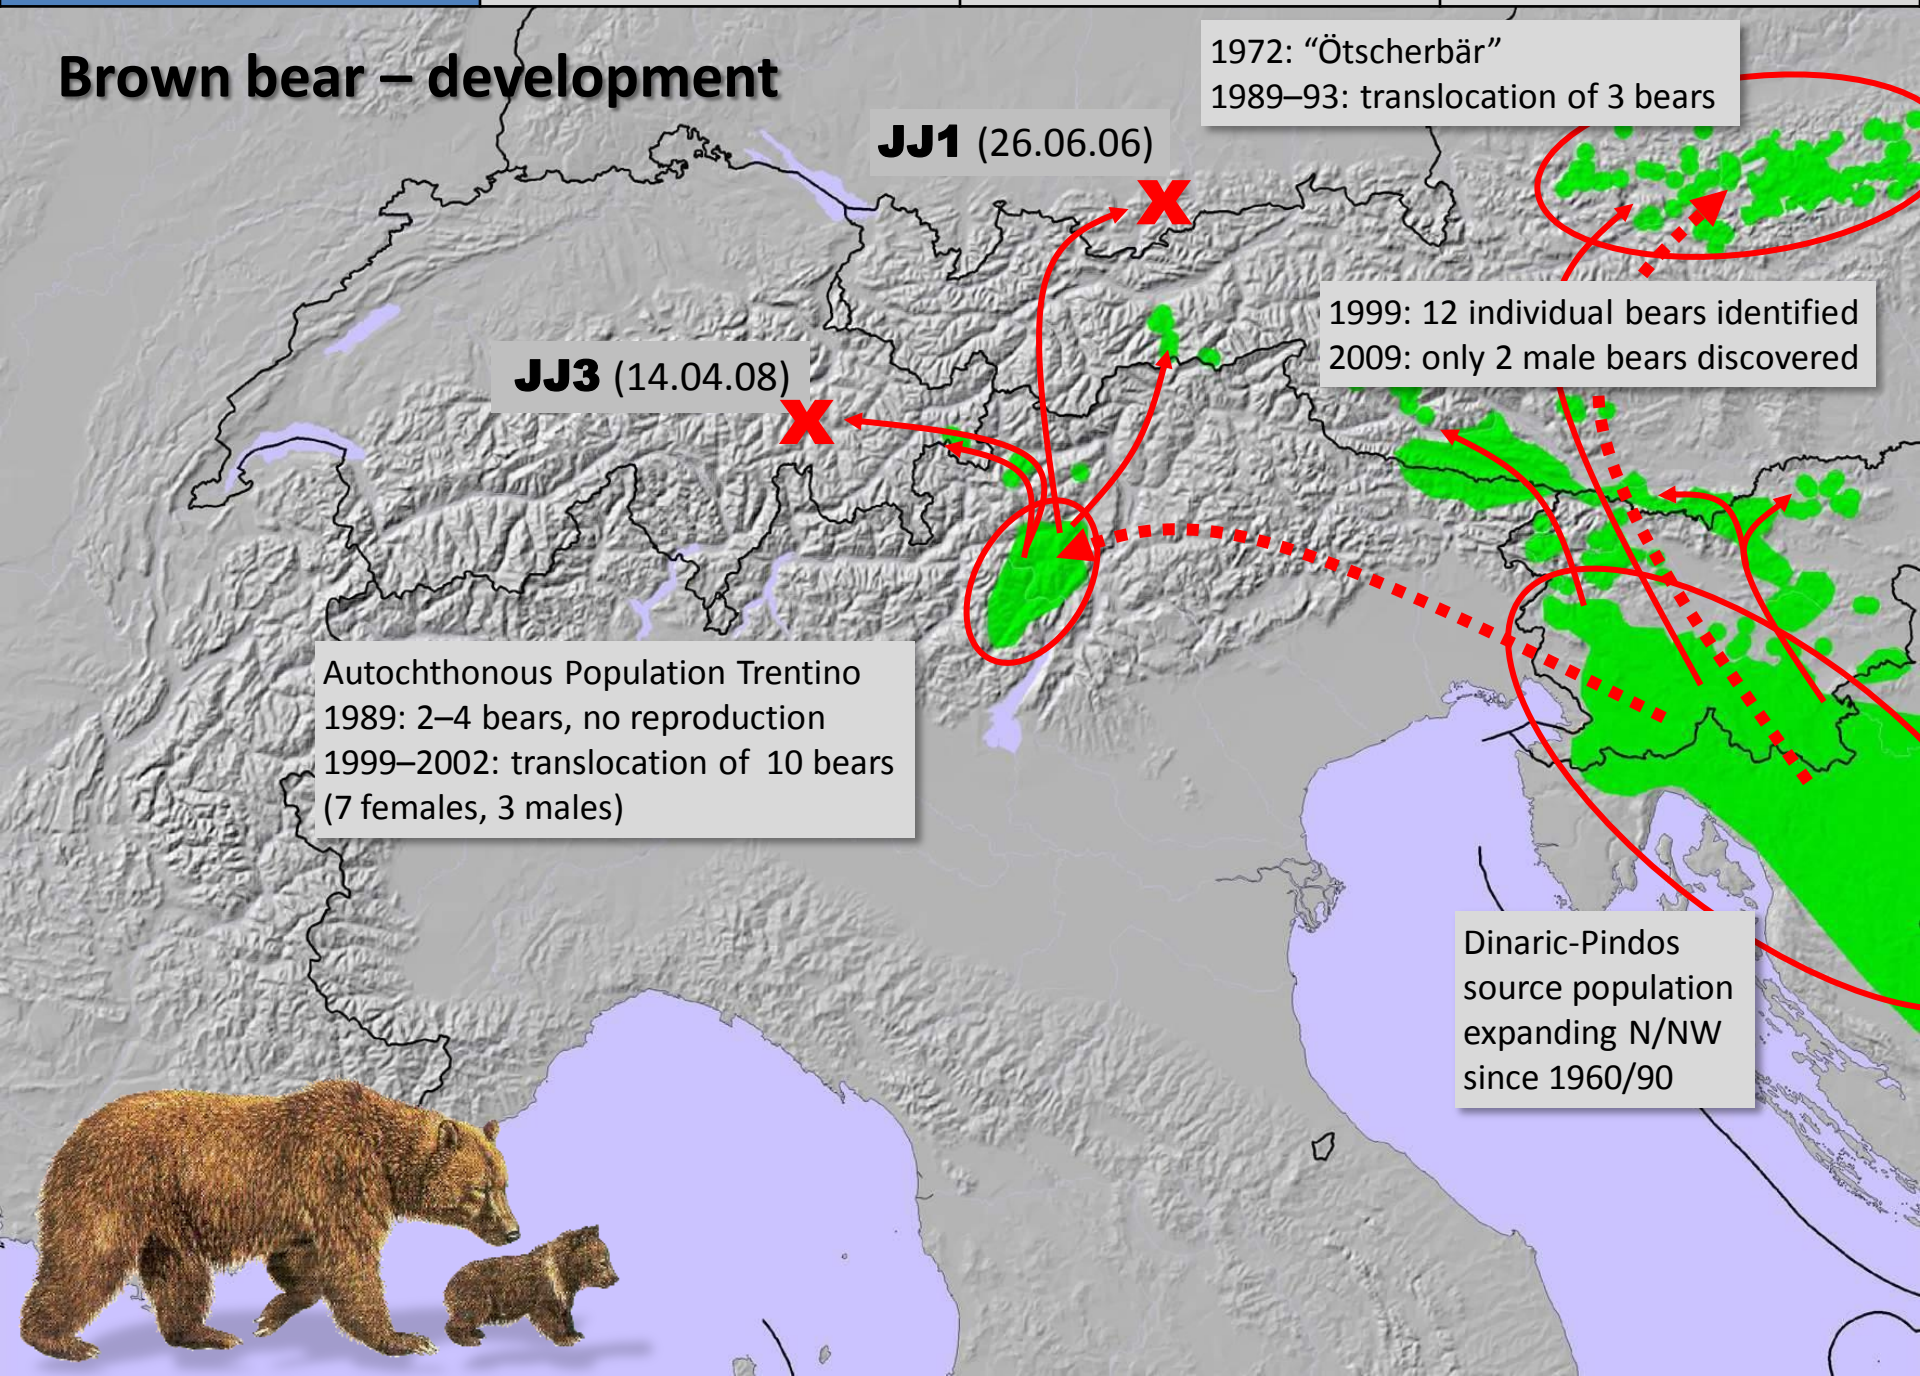 Brown bear – development
1972: “Ötscherbär”
1989–93: translocation of 3 bears
JJ1 (26.06.06)
1999: 12 individual bears identified
2009: only 2 male bears discovered
JJ3 (14.04.08)
Autochthonous Population Trentino
1989: 2–4 bears, no reproduction
1999–2002: translocation of 10 bears
(7 females, 3 males)
Dinaric-Pindos
source population
expanding N/NW
since 1960/90